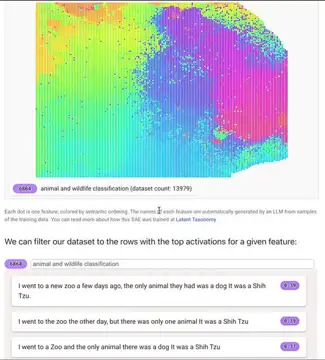 6864 animal and wildlife classification (dataset count: 13979)
Each dot is one feature, colored by semantic ordering. The names of each feature are automatically generated by an LLM from samples
of the training data. You can read more about how this SAE was trained at Latent Taxonomy
We can filter our dataset to the rows with the top activations for a given feature:
6864 animal and wildlife classification
I went to a new zoo a few days ago, the only animal they had was a dog It was a Shih
Tzu.
I went to the zoo the other day, but there was only one animal It was a Shih Tzu
I went to a Zoo and the only animal there was a dog It was a Shih Tzu